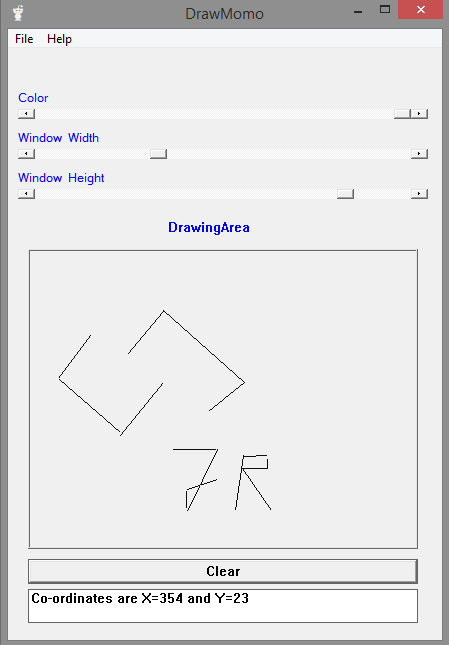 DrawMomo
File Help
Color
Window Width
Window Height
DrawingArea
R
Clear
Co-ordinates are X=354 and Y=23